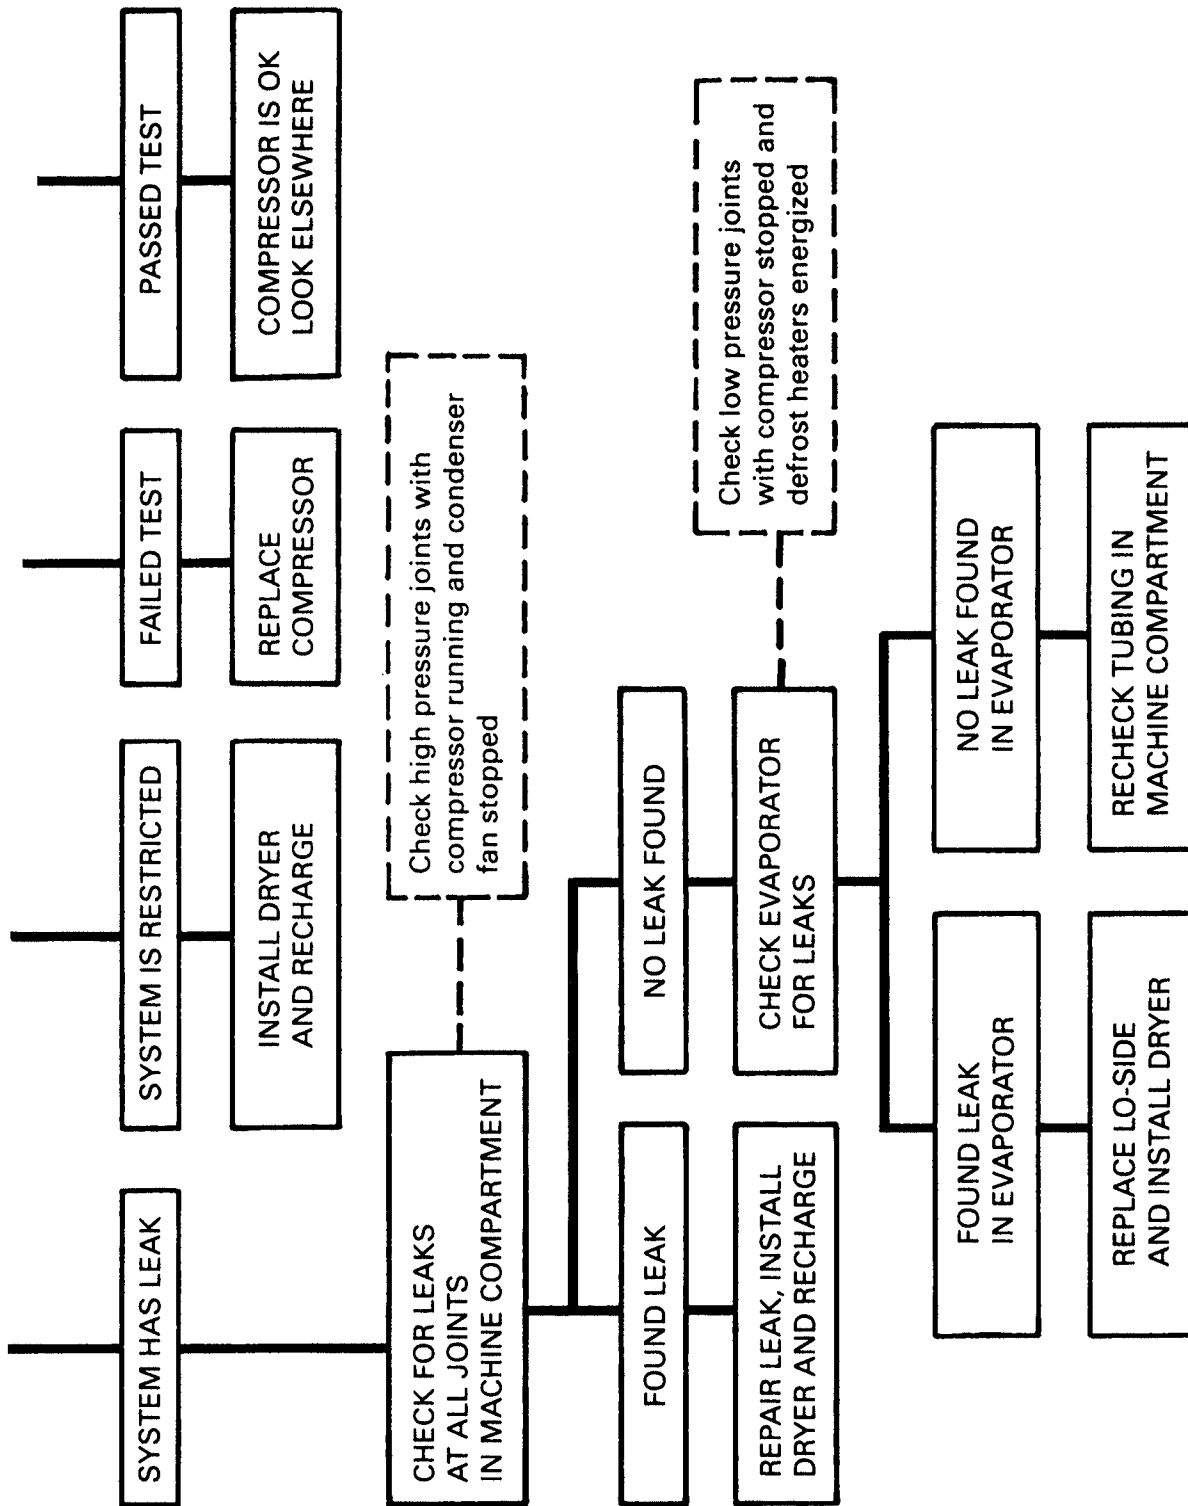 SYSTEM HAS LEAK
SYSTEM IS RESTRICTED
FAILED TEST
PASSED TEST
INSTALL DRYER
AND RECHARGE
REPLACE
COMPRESSOR
COMPRESSOR IS OK
LOOK ELSEWHERE
CHECK FOR LEAKS
AT ALL JOINTS
IN MACHINE COMPARTMENT
Check high pressure joints with
compressor running and condenser
fan stopped
FOUND LEAK
NO LEAK FOUND
REPAIR LEAK, INSTALL
DRYER AND RECHARGE
CHECK EVAPORATOR
FOR LEAKS
Check low pressure joints
with compressor stopped and
defrost heaters energized
FOUND LEAK
IN EVAPORATOR
NO LEAK FOUND
IN EVAPORATOR
REPLACE LO-SIDE
AND INSTALL DRYER
RECHECK TUBING IN
MACHINE COMPARTMENT